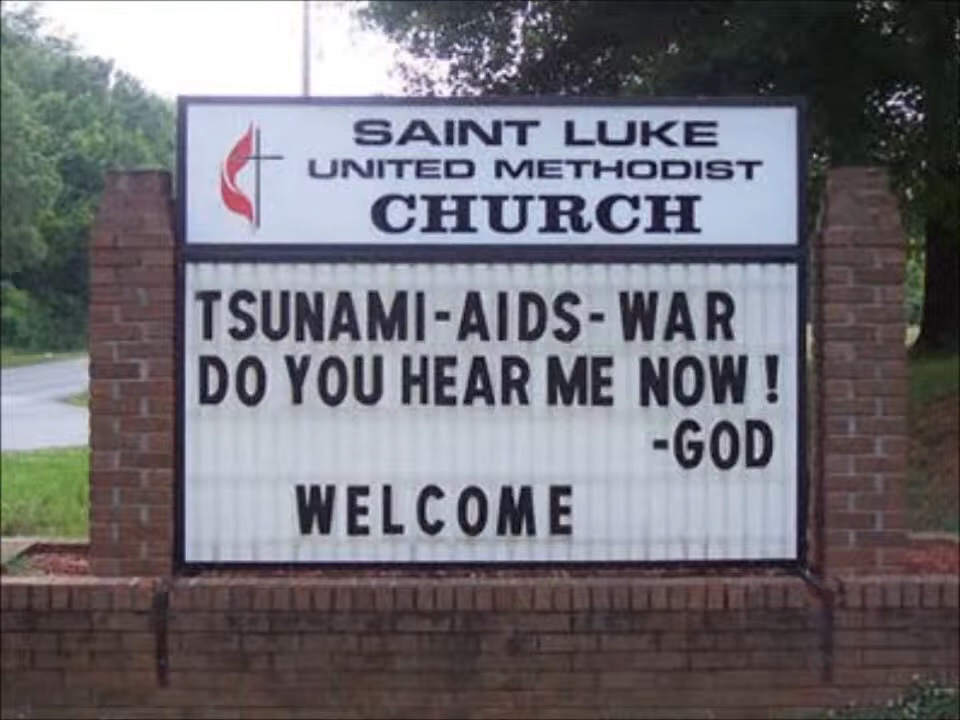 SAINT LUKE
UNITED METHODIST
CHURCH
TSUNAMI-AIDS-WAR
DO YOU HEAR ME NOW!
-GOD
WELCOME